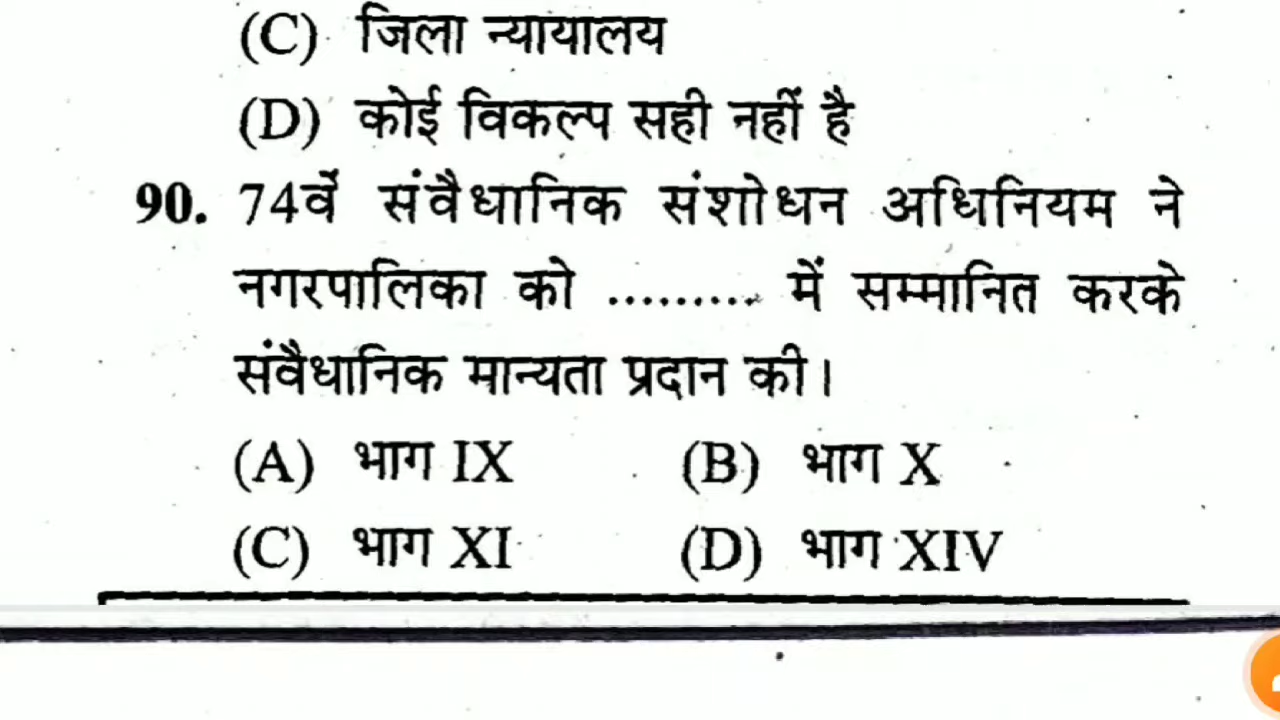 (C) जिला न्यायालय
(D) कोई विकल्प सही नहीं है
90. 74वें संवैधानिक संशोधन अधिनियम ने
नगरपालिका को ......... में सम्मानित करके
संवैधानिक मान्यता प्रदान की।
(A) भाग IX (B) भाग X
(C) भाग XI (D) भाग XIV